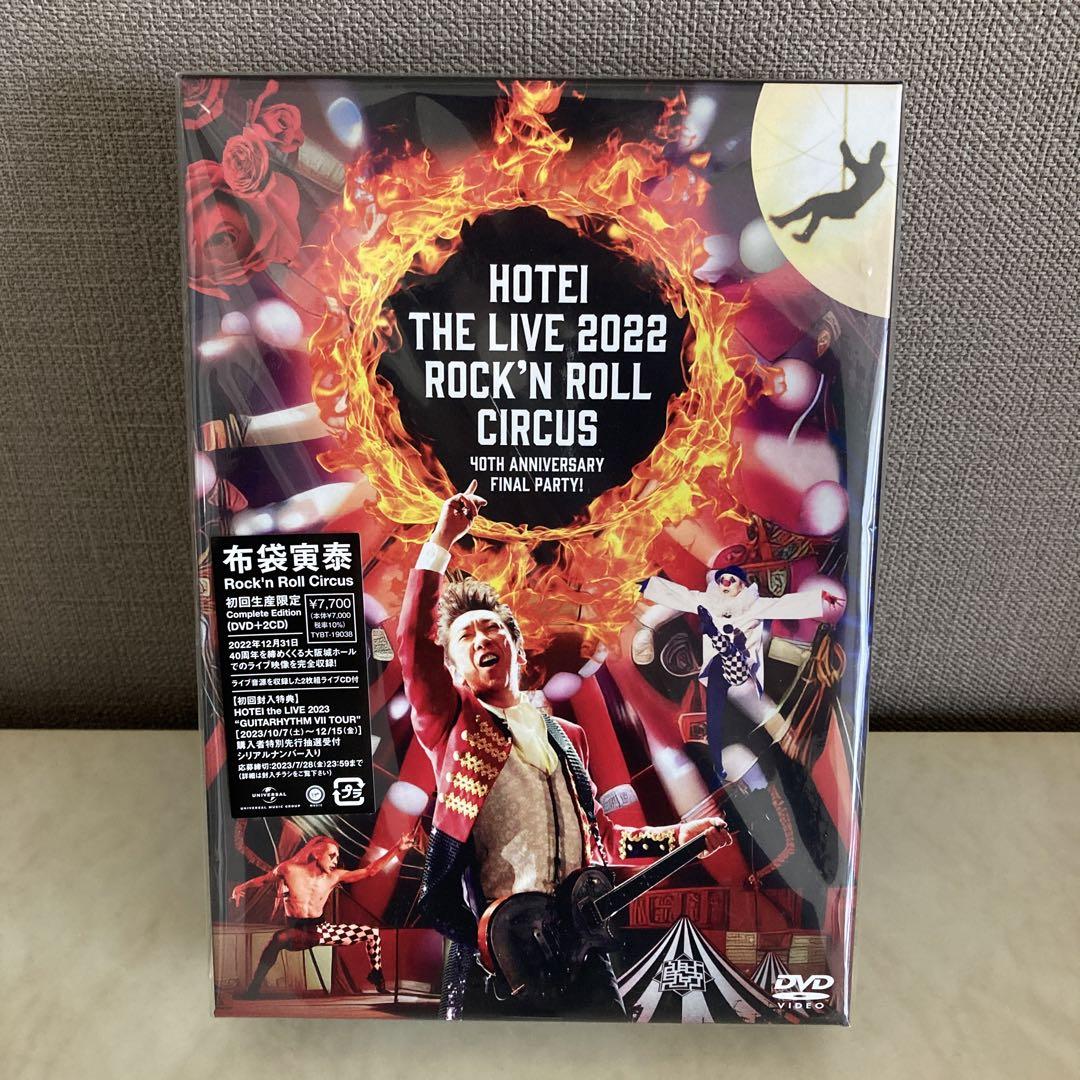 HOTEI
THE LIVE 2022
ROCK'N ROLL
CIRCUS
40TH ANNIVERSARY
FINAL PARTY!
布袋寅泰
Rock'n Roll Circus
初回生産限定
Complete Edition
(DVD+2CD)
¥7,700
(本体¥7,000
税率10%)
TYBT-19038
2022年12月31日
40周年を締めくくる大阪城ホール
でのライブ映像を完全収録!
ライブ音源を収録した2枚組ライブCD付
【初回封入特典】
HOTEI the LIVE 2023
"GUITARHYTHM VII TOUR"
[2023/10/7(土)〜12/15(金)]
購入者特別先行抽選受付
シリアルナンバー入り
応募締切:2023/7/28(金)23:59まで
(詳細は封入チラシをご覧下さい)
UNIVERSAL
UNIVERSAL MUSIC GROUP
MUSIC
プラ
DVD
VIDEO